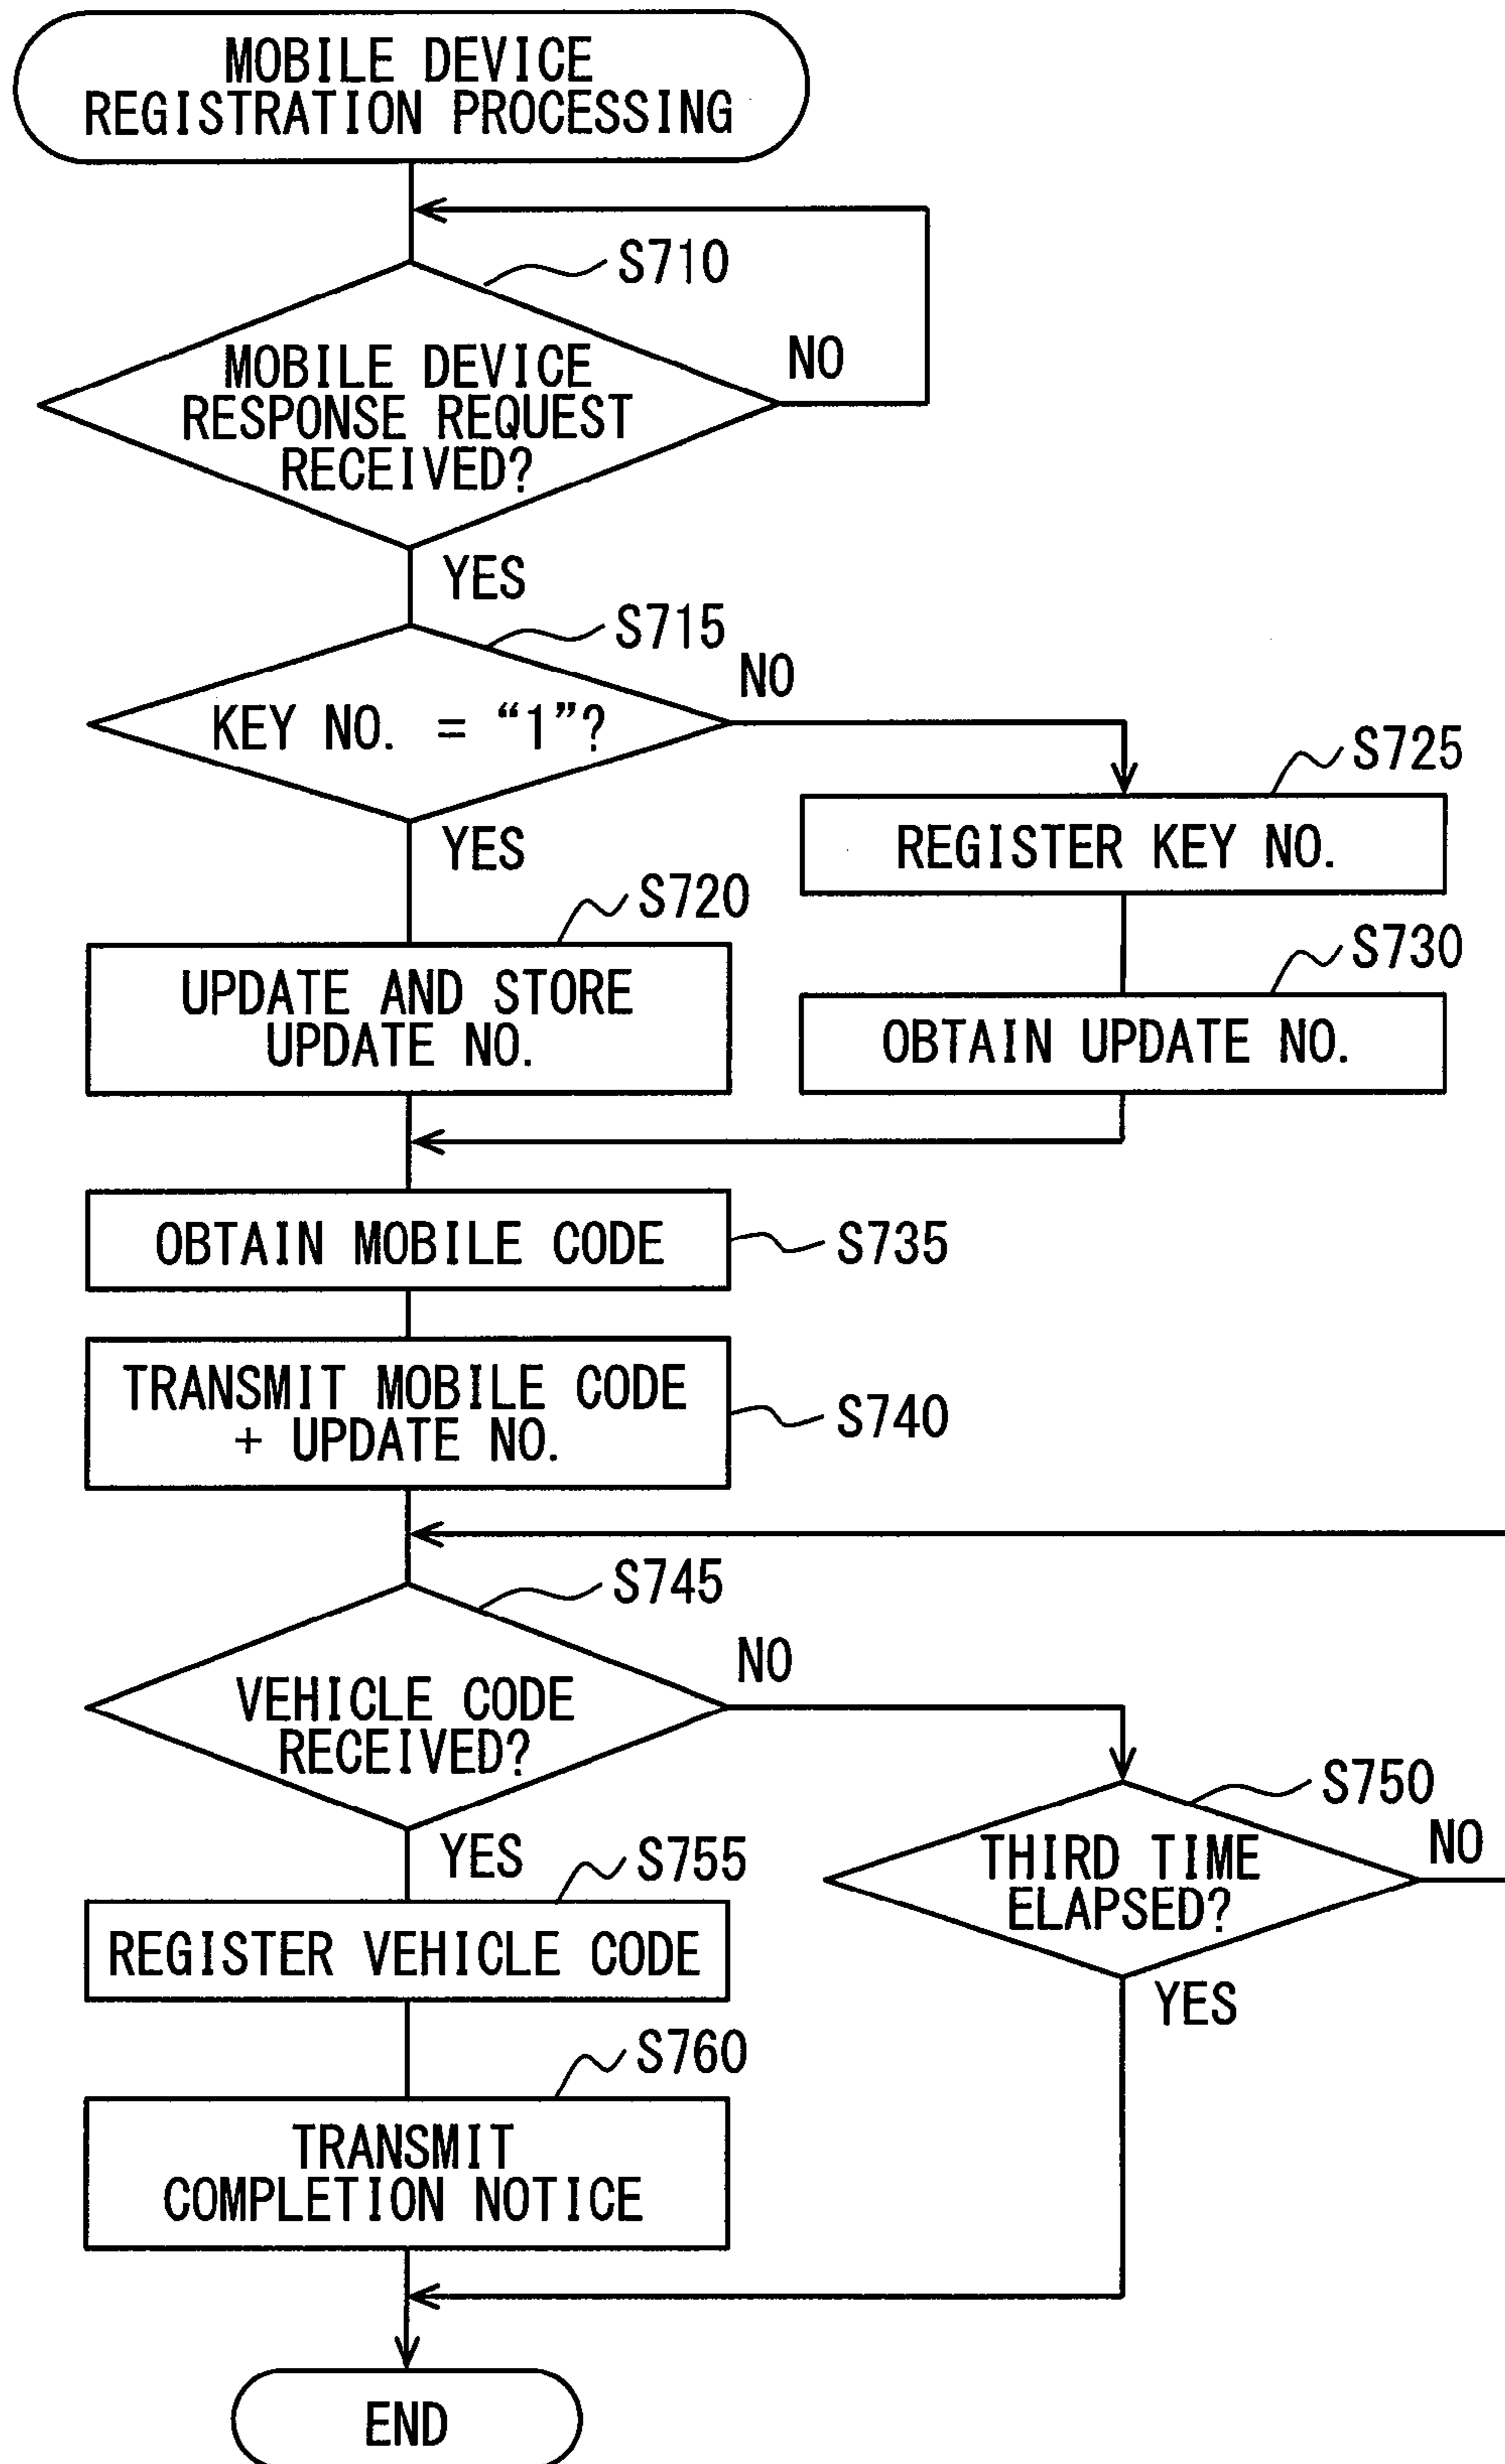 MOBILE DEVICE
REGISTRATION PROCESSING
S710
MOBILE DEVICE
RESPONSE REQUEST
RECEIVED?
NO
YES
S715
KEY NO. = “1”?
NO
YES
S725
REGISTER KEY NO.
S720
UPDATE AND STORE
UPDATE NO.
S730
OBTAIN UPDATE NO.
OBTAIN MOBILE CODE
S735
TRANSMIT MOBILE CODE
+ UPDATE NO.
S740
S745
VEHICLE CODE
RECEIVED?
NO
YES
S750
THIRD TIME
ELAPSED?
NO
YES
S755
REGISTER VEHICLE CODE
S760
TRANSMIT
COMPLETION NOTICE
END